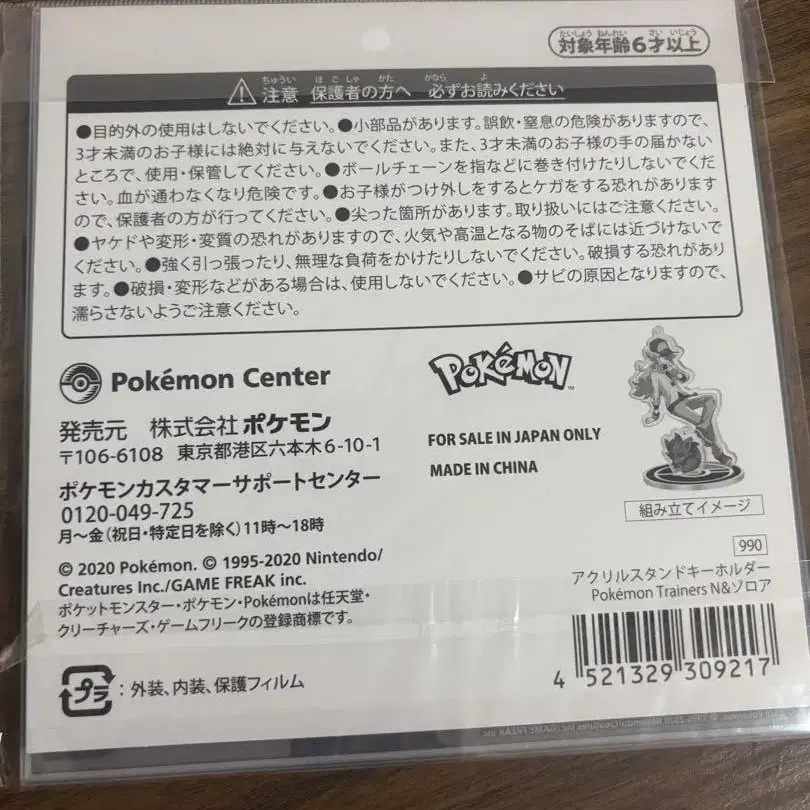 対象年齢6才以上
たいしょう ねんれい さい いじょう
注意 保護者の方へ 必ずお読みください
ちゅうい ほごしゃ かた かなら よ
●目的外の使用はしないでください。●小部品があります。誤飲・窒息の危険がありますので、
3才未満のお子様には絶対に与えないでください。また、3才未満のお子様の手の届かない
ところで、使用・保管してください。●ボールチェーンを指などに巻き付けたりしないでくだ
さい。血が通わなくなり危険です。●お子様がつけ外しをするとケガをする恐れがあります
ので、保護者の方が行ってください。●尖った箇所があります。取り扱いにはご注意ください。
●ヤケドや変形・変質の恐れがありますので、火気や高温となる物のそばには近づけないで
ください。●強く引っ張ったり、無理な負荷をかけたりしないでください。破損する恐れがあり
ます。●破損・変形などがある場合は、使用しないでください。●サビの原因となりますので、
濡らさないようご注意ください。
Pokémon Center
発売元 株式会社ポケモン
〒106-6108 東京都港区六本木6-10-1
ポケモンカスタマーサポートセンター
0120-049-725
月〜金(祝日・特定日を除く)11時〜18時
© 2020 Pokémon. © 1995-2020 Nintendo/
Creatures Inc./GAME FREAK inc.
ポケットモンスター・ポケモン・Pokémonは任天堂・
クリーチャーズ・ゲームフリークの登録商標です。
プラ:外装、内装、保護フィルム
POKéMON™
FOR SALE IN JAPAN ONLY
MADE IN CHINA
組み立てイメージ
990
アクリルスタンドキーホルダー
Pokémon Trainers N&ゾロア
4 521329 309217